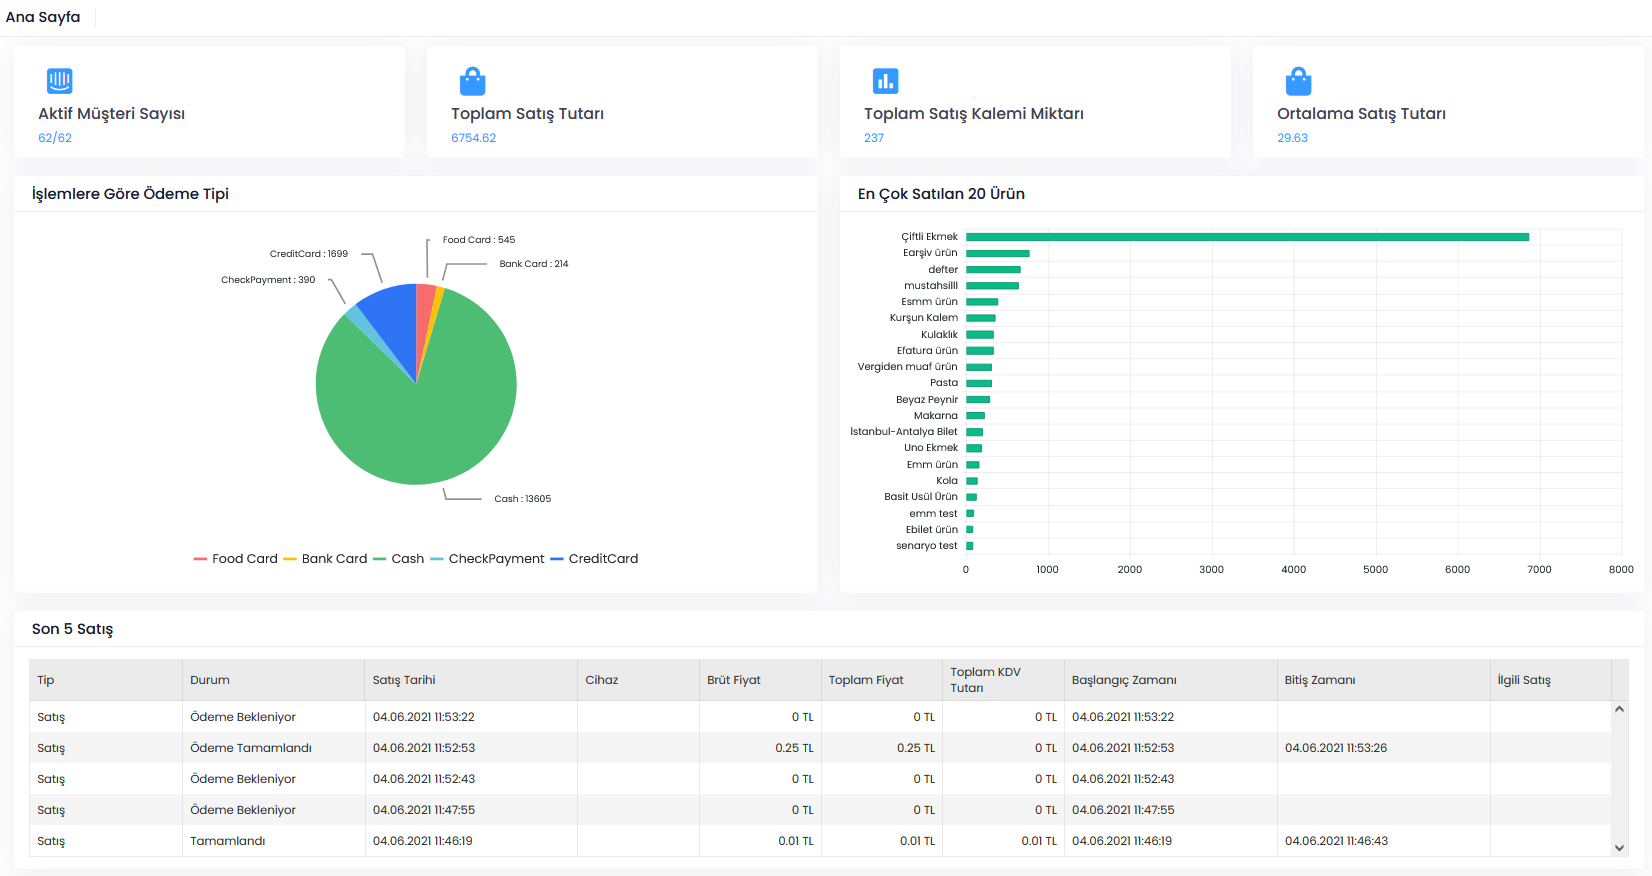 Ana Sayfa
Aktif Müşteri Sayısı
62/62
Toplam Satış Tutarı
6754.62
Toplam Satış Kalemi Miktarı
237
Ortalama Satış Tutarı
29.63
İşlemlere Göre Ödeme Tipi
Food Card : 545
CreditCard : 1699
Bank Card : 214
CheckPayment : 390
Cash : 13605
Food Card Bank Card Cash CheckPayment CreditCard
En Çok Satılan 20 Ürün
Çiftli Ekmek
Earşiv ürün
defter
mustahsilll
Esmm ürün
Kurşun Kalem
Kulaklık
Efatura ürün
Vergiden muaf ürün
Pasta
Beyaz Peynir
Makarna
İstanbul-Antalya Bilet
Uno Ekmek
Emm ürün
Kola
Basit Usül Ürün
emm test
Ebilet ürün
senaryo test
0 1000 2000 3000 4000 5000 6000 7000 8000
Son 5 Satış
Tip Durum Satış Tarihi Cihaz Brüt Fiyat Toplam Fiyat Toplam KDV Tutarı Başlangıç Zamanı Bitiş Zamanı İlgili Satış
Satış Ödeme Bekleniyor 04.06.2021 11:53:22 0 TL 0 TL 0 TL 04.06.2021 11:53:22
Satış Ödeme Tamamlandı 04.06.2021 11:52:53 0.25 TL 0.25 TL 0 TL 04.06.2021 11:52:53 04.06.2021 11:53:26
Satış Ödeme Bekleniyor 04.06.2021 11:52:43 0 TL 0 TL 0 TL 04.06.2021 11:52:43
Satış Ödeme Bekleniyor 04.06.2021 11:47:55 0 TL 0 TL 0 TL 04.06.2021 11:47:55
Satış Tamamlandı 04.06.2021 11:46:19 0.01 TL 0.01 TL 0.01 TL 04.06.2021 11:46:19 04.06.2021 11:46:43